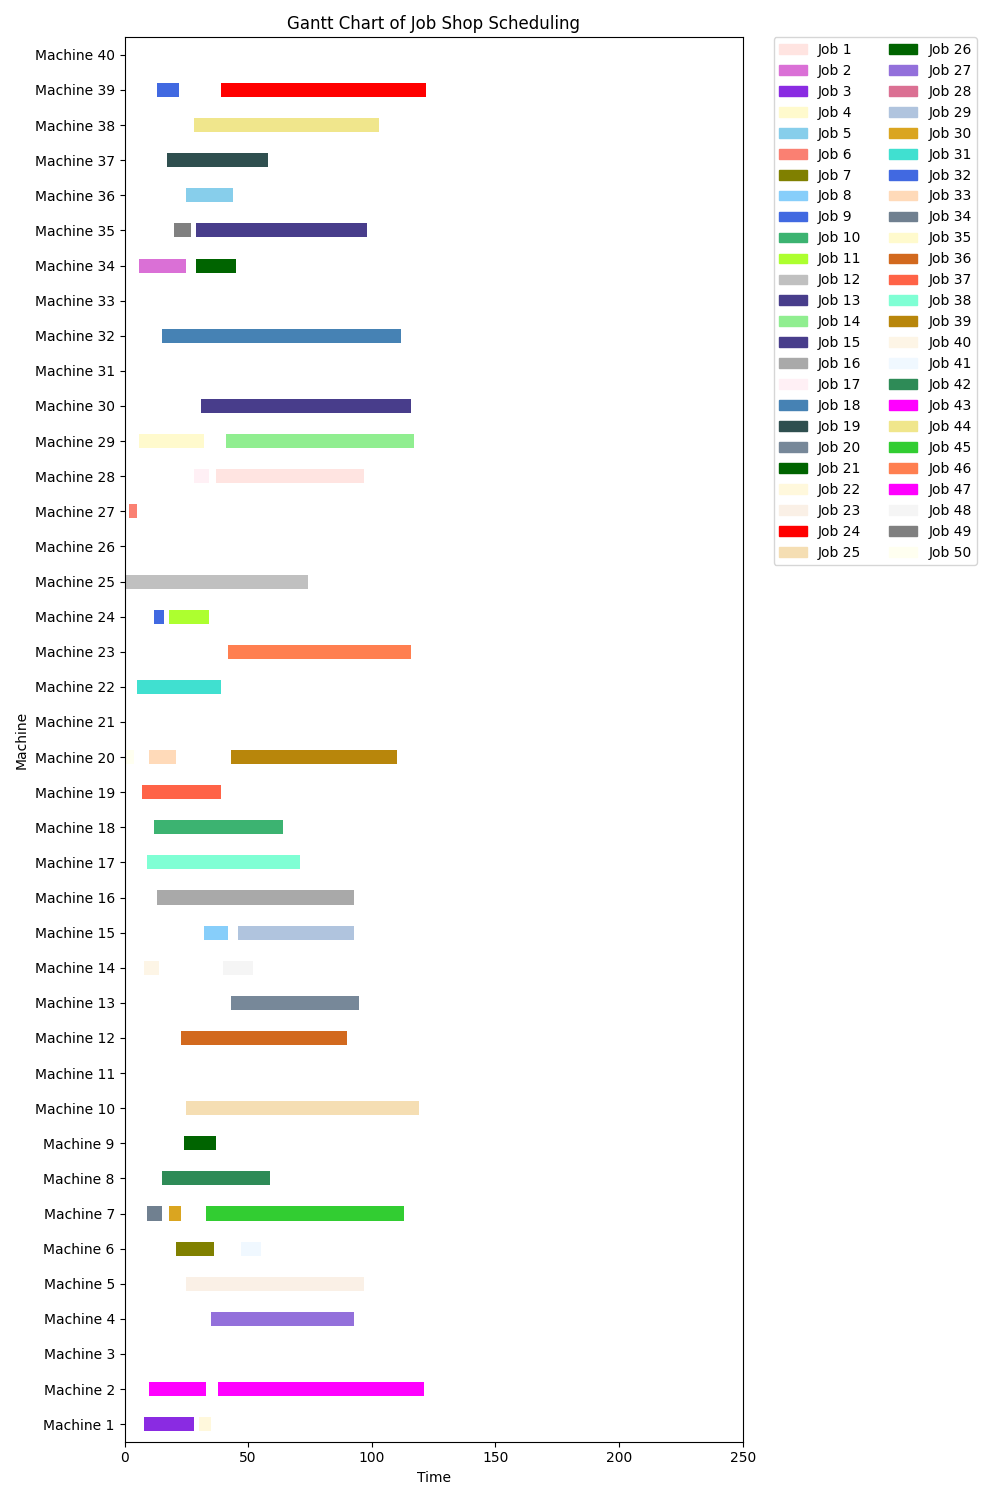 Gantt Chart of Job Shop Scheduling
Machine 40
Machine 39
Machine 38
Machine 37
Machine 36
Machine 35
Machine 34
Machine 33
Machine 32
Machine 31
Machine 30
Machine 29
Machine 28
Machine 27
Machine 26
Machine 25
Machine 24
Machine 23
Machine 22
Machine 21
Machine 20
Machine 19
Machine 18
Machine 17
Machine 16
Machine 15
Machine 14
Machine 13
Machine 12
Machine 11
Machine 10
Machine 9
Machine 8
Machine 7
Machine 6
Machine 5
Machine 4
Machine 3
Machine 2
Machine 1
Machine
0 50 100 150 200 250
Time
Job 1
Job 2
Job 3
Job 4
Job 5
Job 6
Job 7
Job 8
Job 9
Job 10
Job 11
Job 12
Job 13
Job 14
Job 15
Job 16
Job 17
Job 18
Job 19
Job 20
Job 21
Job 22
Job 23
Job 24
Job 25
Job 26
Job 27
Job 28
Job 29
Job 30
Job 31
Job 32
Job 33
Job 34
Job 35
Job 36
Job 37
Job 38
Job 39
Job 40
Job 41
Job 42
Job 43
Job 44
Job 45
Job 46
Job 47
Job 48
Job 49
Job 50